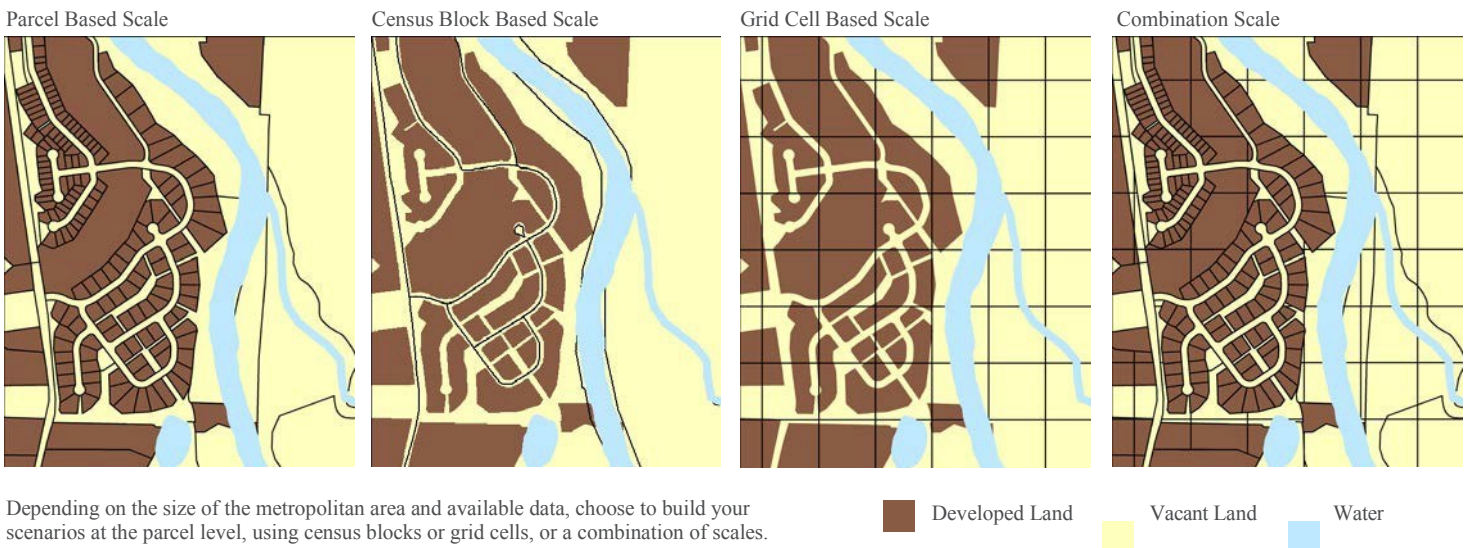 Parcel Based Scale
Census Block Based Scale
Grid Cell Based Scale
Combination Scale
Depending on the size of the metropolitan area and available data, choose to build your
scenarios at the parcel level, using census blocks or grid cells, or a combination of scales.
Developed Land
Vacant Land
Water